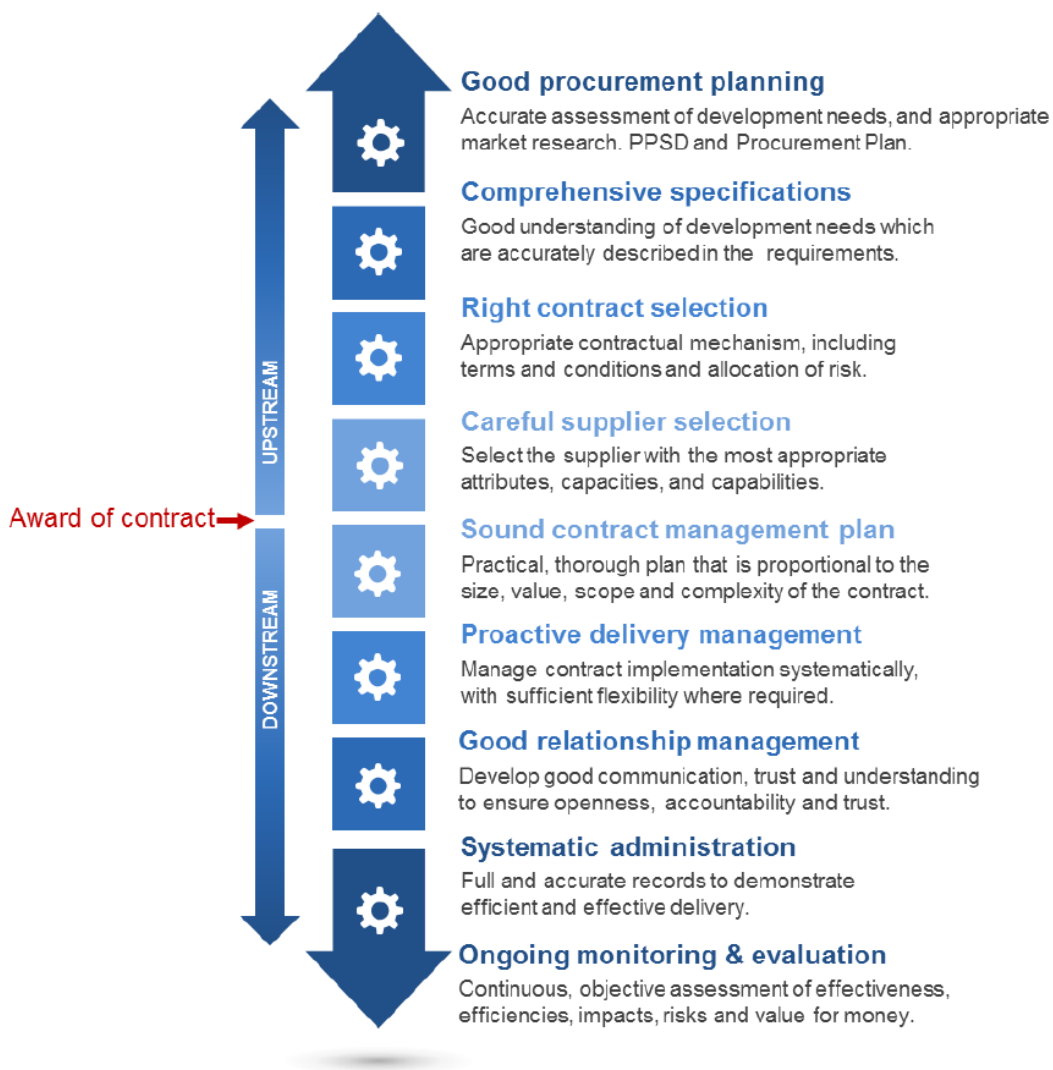 Good procurement planning
Accurate assessment of development needs, and appropriate
market research. PPSD and Procurement Plan.
Comprehensive specifications
Good understanding of development needs which
are accurately described in the requirements.
Right contract selection
Appropriate contractual mechanism, including
terms and conditions and allocation of risk.
UPSTREAM
Careful supplier selection
Select the supplier with the most appropriate
attributes, capacities, and capabilities.
Award of contract
Sound contract management plan
Practical, thorough plan that is proportional to the
size, value, scope and complexity of the contract.
DOWNSTREAM
Proactive delivery management
Manage contract implementation systematically,
with sufficient flexibility where required.
Good relationship management
Develop good communication, trust and understanding
to ensure openness, accountability and trust.
Systematic administration
Full and accurate records to demonstrate
efficient and effective delivery.
Ongoing monitoring & evaluation
Continuous, objective assessment of effectiveness,
efficiencies, impacts, risks and value for money.